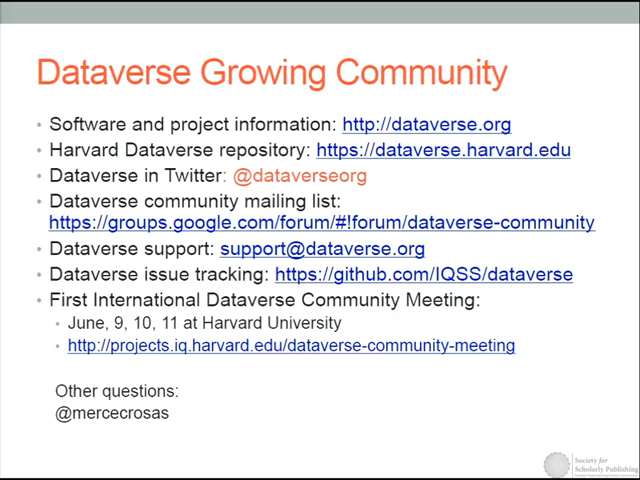 Dataverse Growing Community
• Software and project information: http://dataverse.org
• Harvard Dataverse repository: https://dataverse.harvard.edu
• Dataverse in Twitter: @dataverseorg
• Dataverse community mailing list:
https://groups.google.com/forum/#!forum/dataverse-community
• Dataverse support: support@dataverse.org
• Dataverse issue tracking: https://github.com/IQSS/dataverse
• First International Dataverse Community Meeting:
• June, 9, 10, 11 at Harvard University
• http://projects.iq.harvard.edu/dataverse-community-meeting
Other questions:
@mercecrosas
Society for
Scholarly Publishing